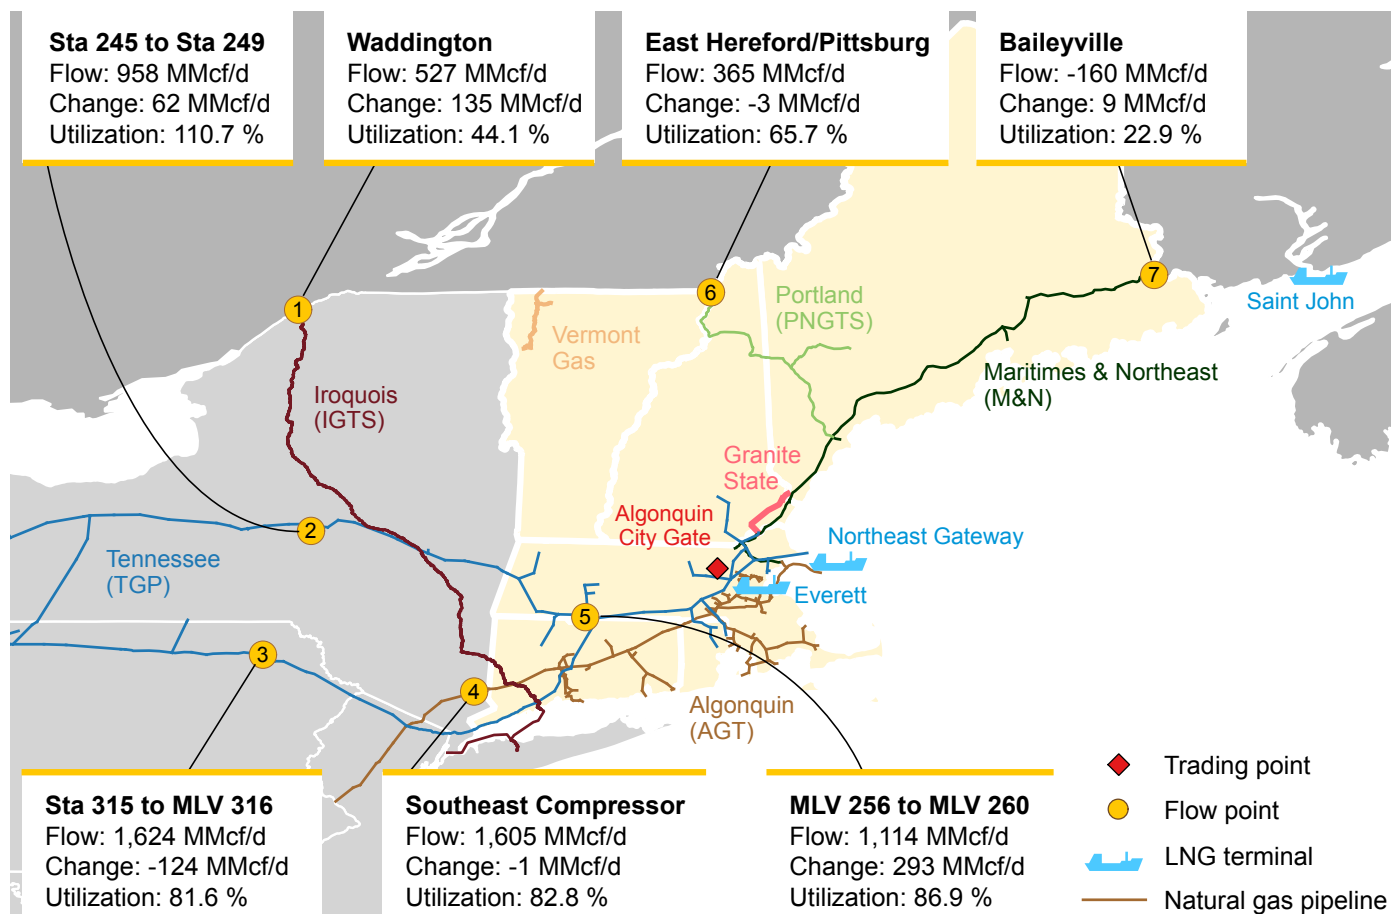 Sta 245 to Sta 249
Flow: 958 MMcf/d
Change: 62 MMcf/d
Utilization: 110.7 %
Waddington
Flow: 527 MMcf/d
Change: 135 MMcf/d
Utilization: 44.1 %
East Hereford/Pittsburg
Flow: 365 MMcf/d
Change: -3 MMcf/d
Utilization: 65.7 %
Baileyville
Flow: -160 MMcf/d
Change: 9 MMcf/d
Utilization: 22.9 %
1
6
7
Saint John
Portland
(PNGTS)
Vermont
Gas
Maritimes & Northeast
(M&N)
Iroquois
(IGTS)
Granite
State
Algonquin
City Gate
2
Northeast Gateway
Tennessee
(TGP)
Everett
5
3
4
Algonquin
(AGT)
Sta 315 to MLV 316
Flow: 1,624 MMcf/d
Change: -124 MMcf/d
Utilization: 81.6 %
Southeast Compressor
Flow: 1,605 MMcf/d
Change: -1 MMcf/d
Utilization: 82.8 %
MLV 256 to MLV 260
Flow: 1,114 MMcf/d
Change: 293 MMcf/d
Utilization: 86.9 %
Trading point
Flow point
LNG terminal
Natural gas pipeline